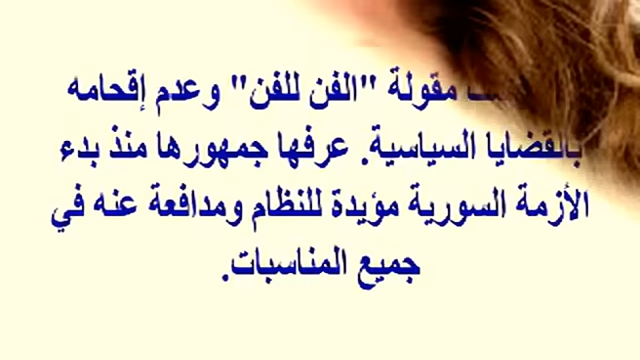 مقولة "الفن للفن" وعدم إقحامه
بالقضايا السياسية. عرفها جمهورها منذ بدء
الأزمة السورية مؤيدة للنظام ومدافعة عنه في
جميع المناسبات.